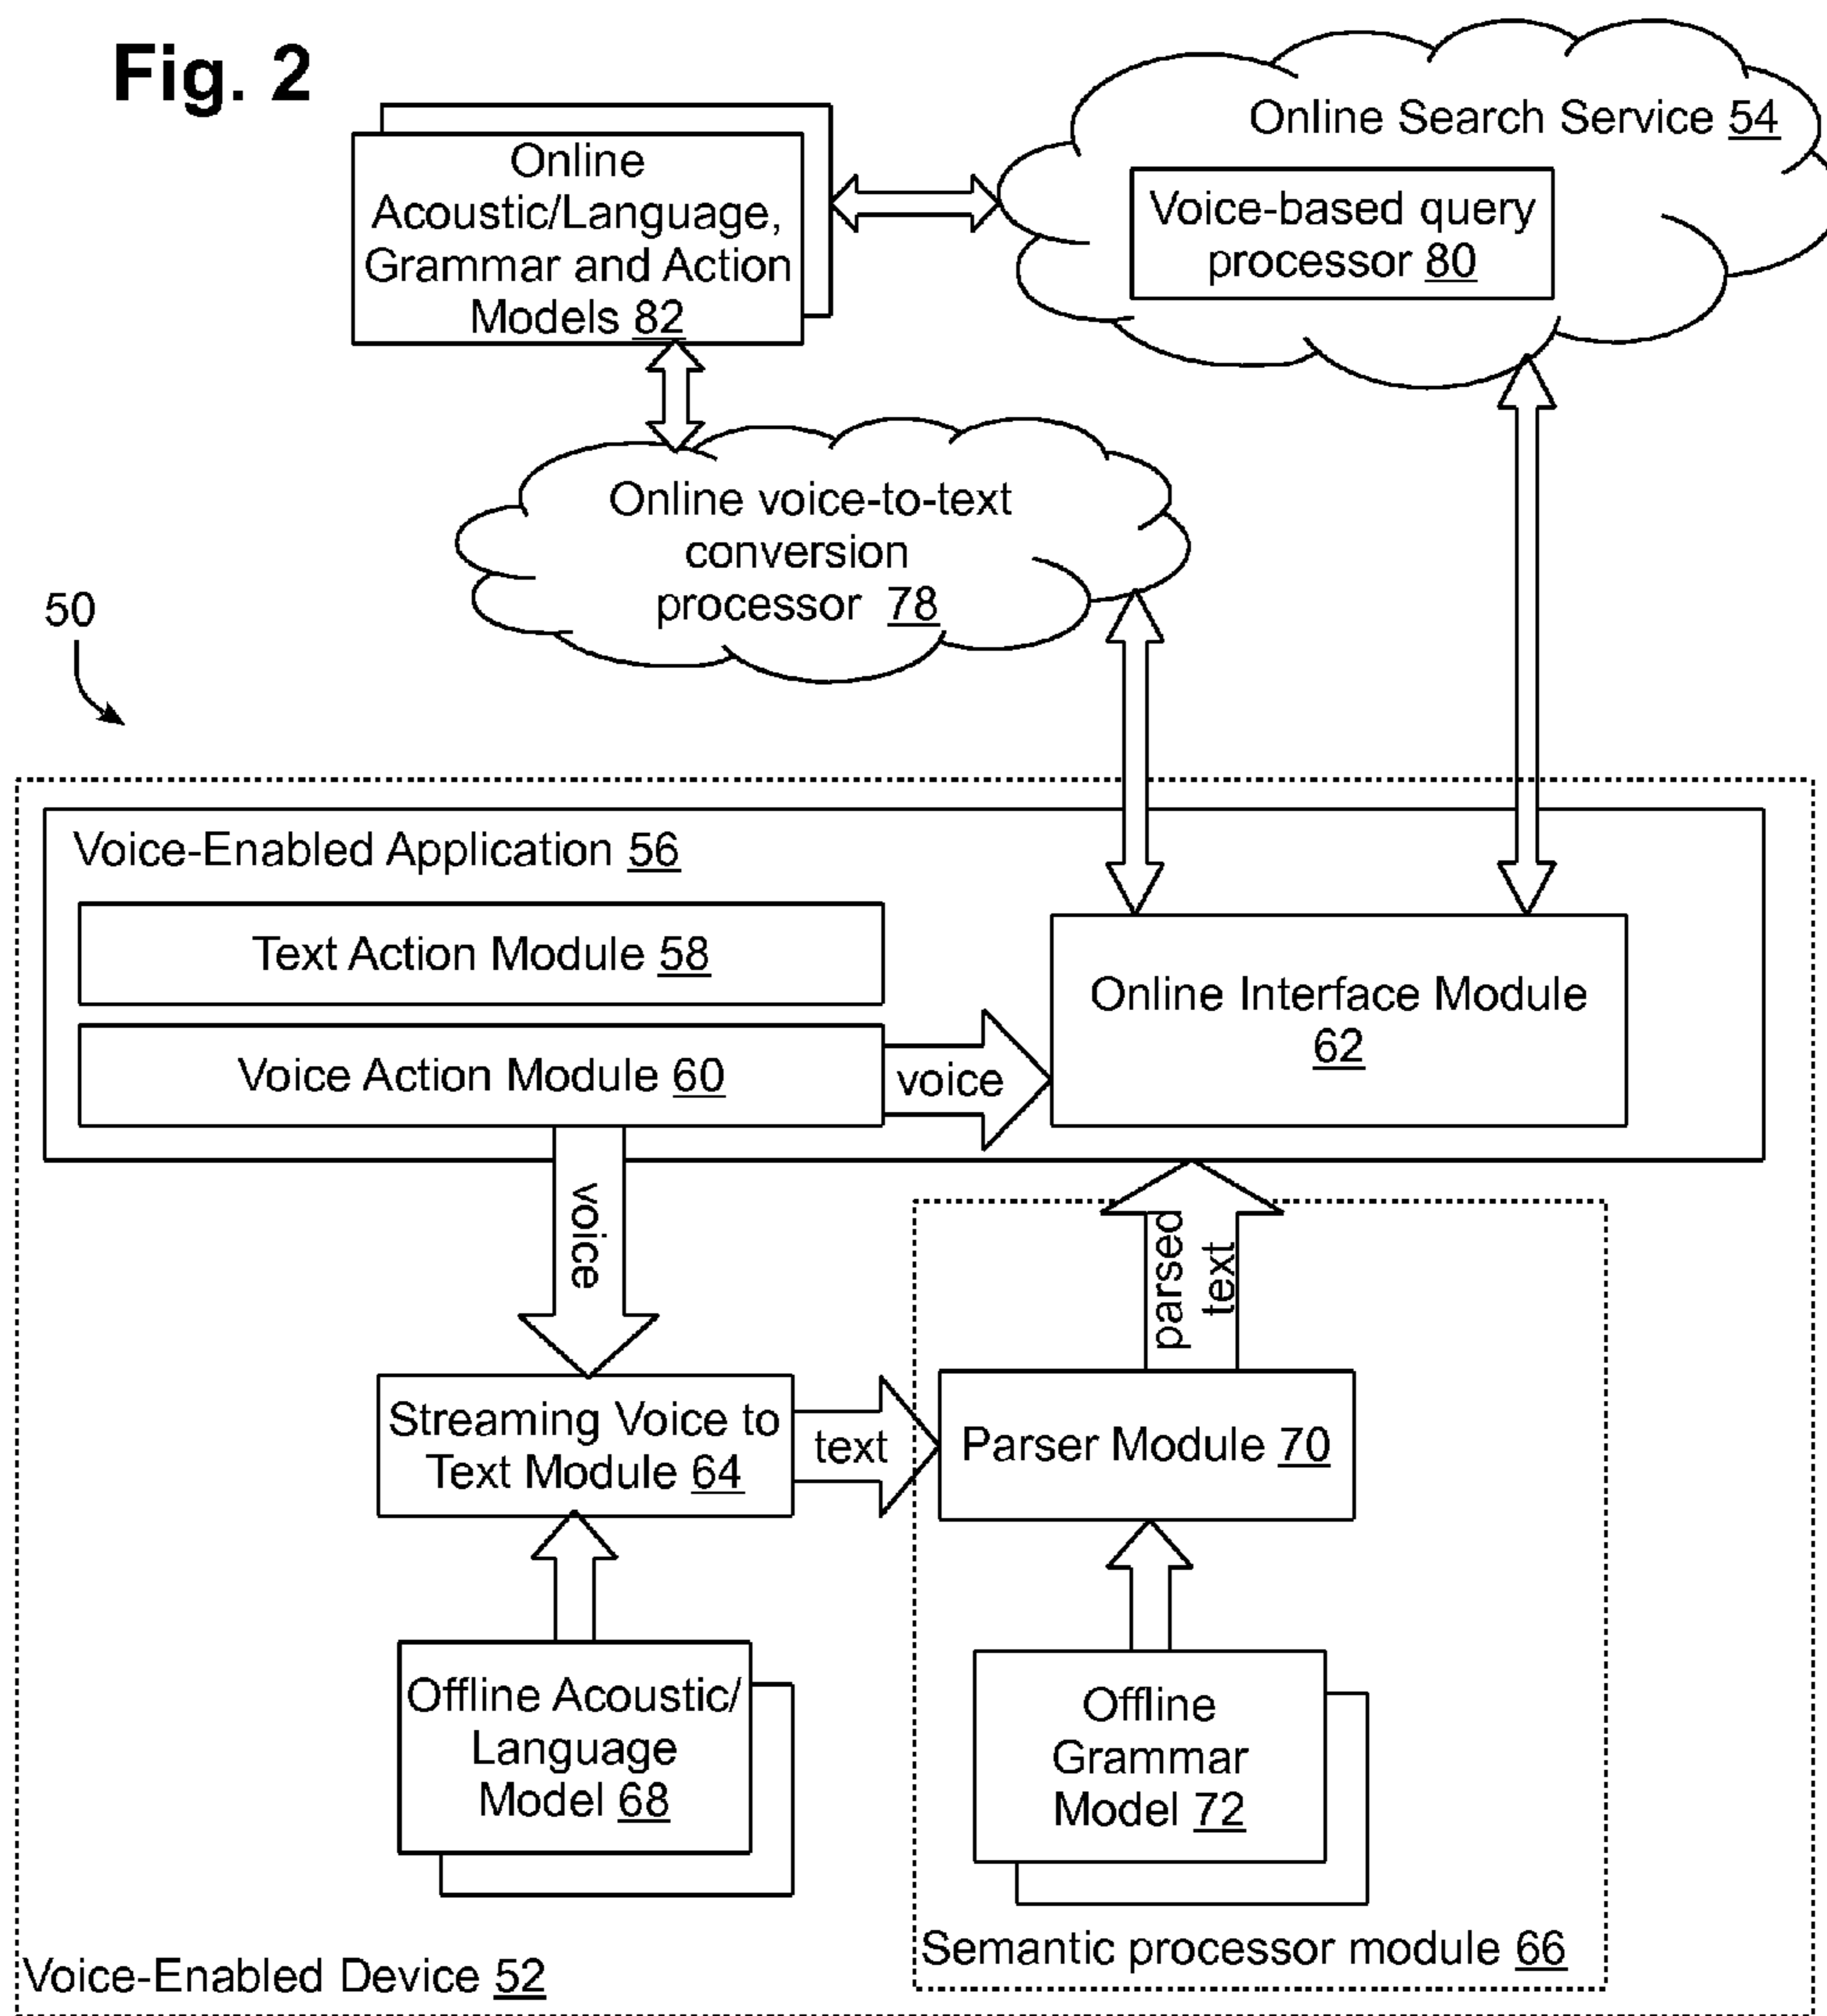 Fig. 2
Online Search Service 54
Online
Acoustic/Language,
Grammar and Action
Models 82
Voice-based query
processor 80
Online voice-to-text
conversion
processor 78
50
Voice-Enabled Application 56
Text Action Module 58
Voice Action Module 60
voice
Online Interface Module
62
voice
parsed
text
Streaming Voice to
Text Module 64
text
Parser Module 70
Offline Acoustic/
Language
Model 68
Offline
Grammar
Model 72
Semantic processor module 66
Voice-Enabled Device 52